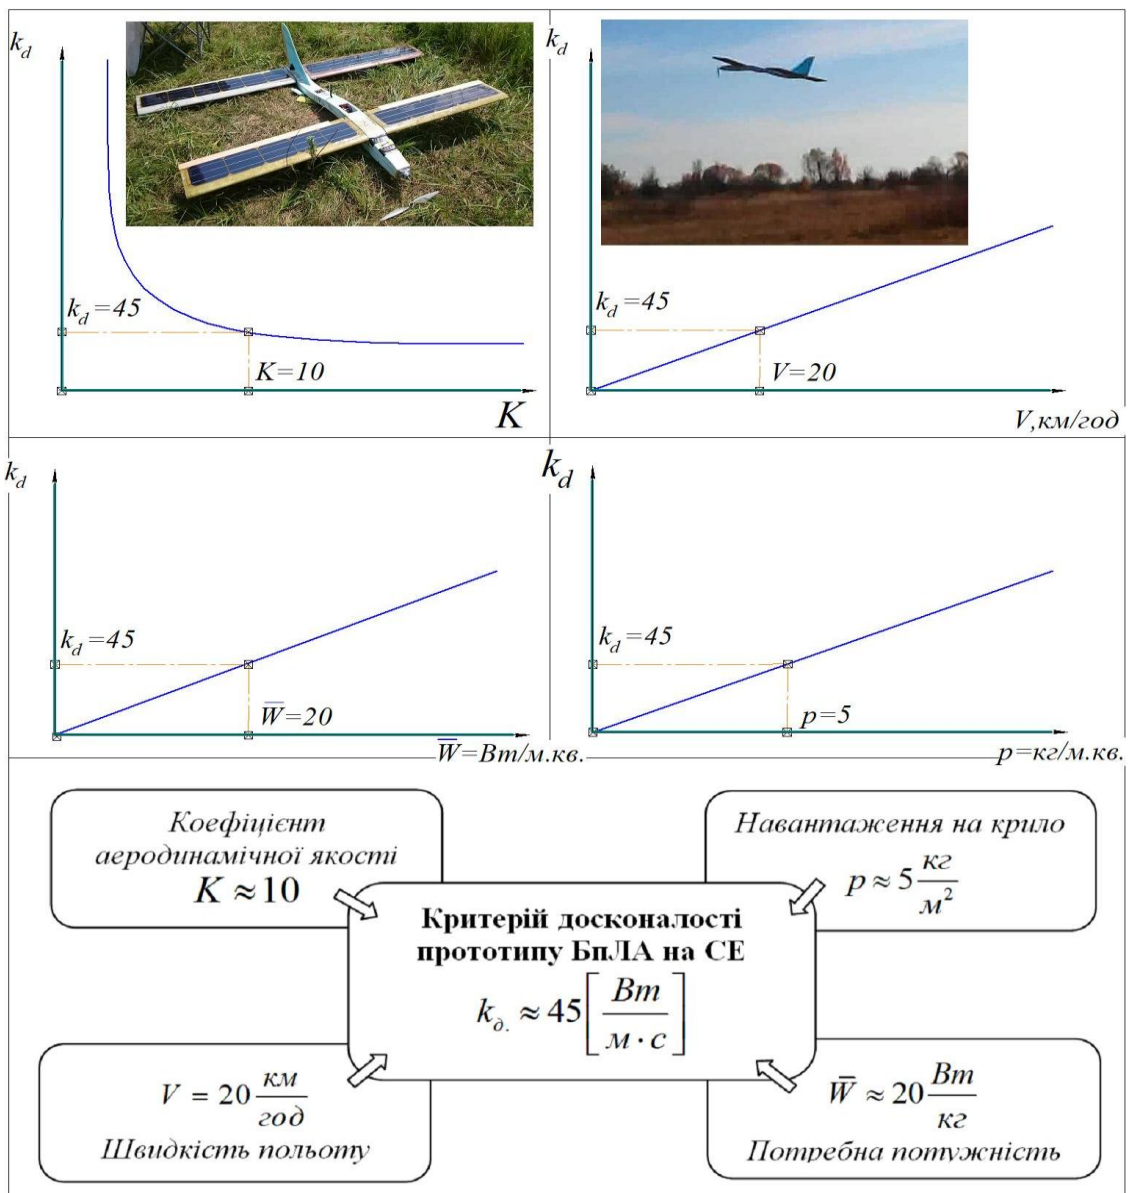 k_d
k_d=45
K=10
K
k_d
k_d=45
V=20
V,км/год
k_d
k_d=45
W̅=20
W̅=Вт/м.кв.
k_d
k_d=45
p=5
p=кг/м.кв.
Коефіцієнт
аеродинамічної якості
K ≈ 10
Навантаження на крило
p ≈ 5 кг/м²
Критерій досконалості
прототипу БпЛА на СЕ
k_д. ≈ 45 [Вт/м · с]
V = 20 км/год
Швидкість польоту
W̅ ≈ 20 Вт/кг
Потребна потужність